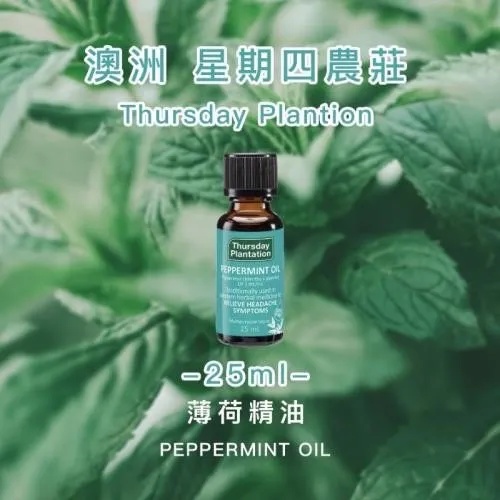 澳洲 星期四農莊
Thursday Plantion
Thursday
Plantation
PEPPERMINT OIL
Traditionally used in
western herbal medicine to
RELIEVE HEADACHE
SYMPTOMS
25 ml
–25ml–
薄荷精油
PEPPERMINT OIL